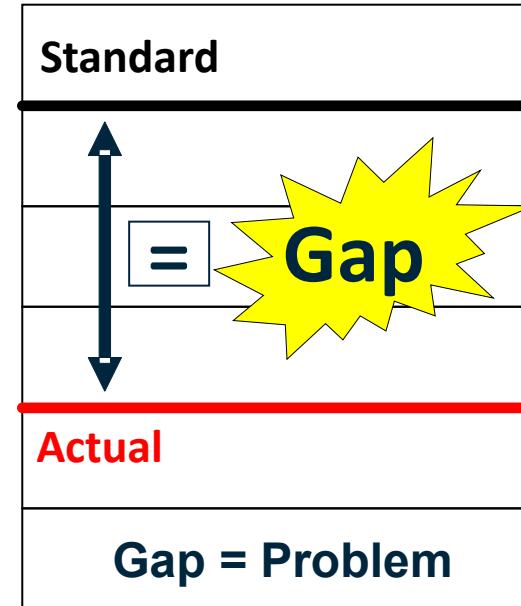 Standard
= Gap
Actual
Gap = Problem